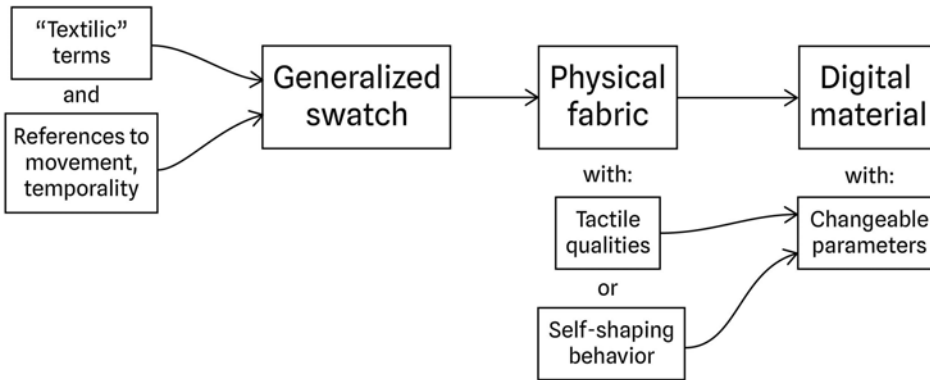 “Textilic”
terms
and
References to
movement,
temporality
Generalized
swatch
Physical
fabric
with:
Tactile
qualities
or
Self-shaping
behavior
Digital
material
with:
Changeable
parameters